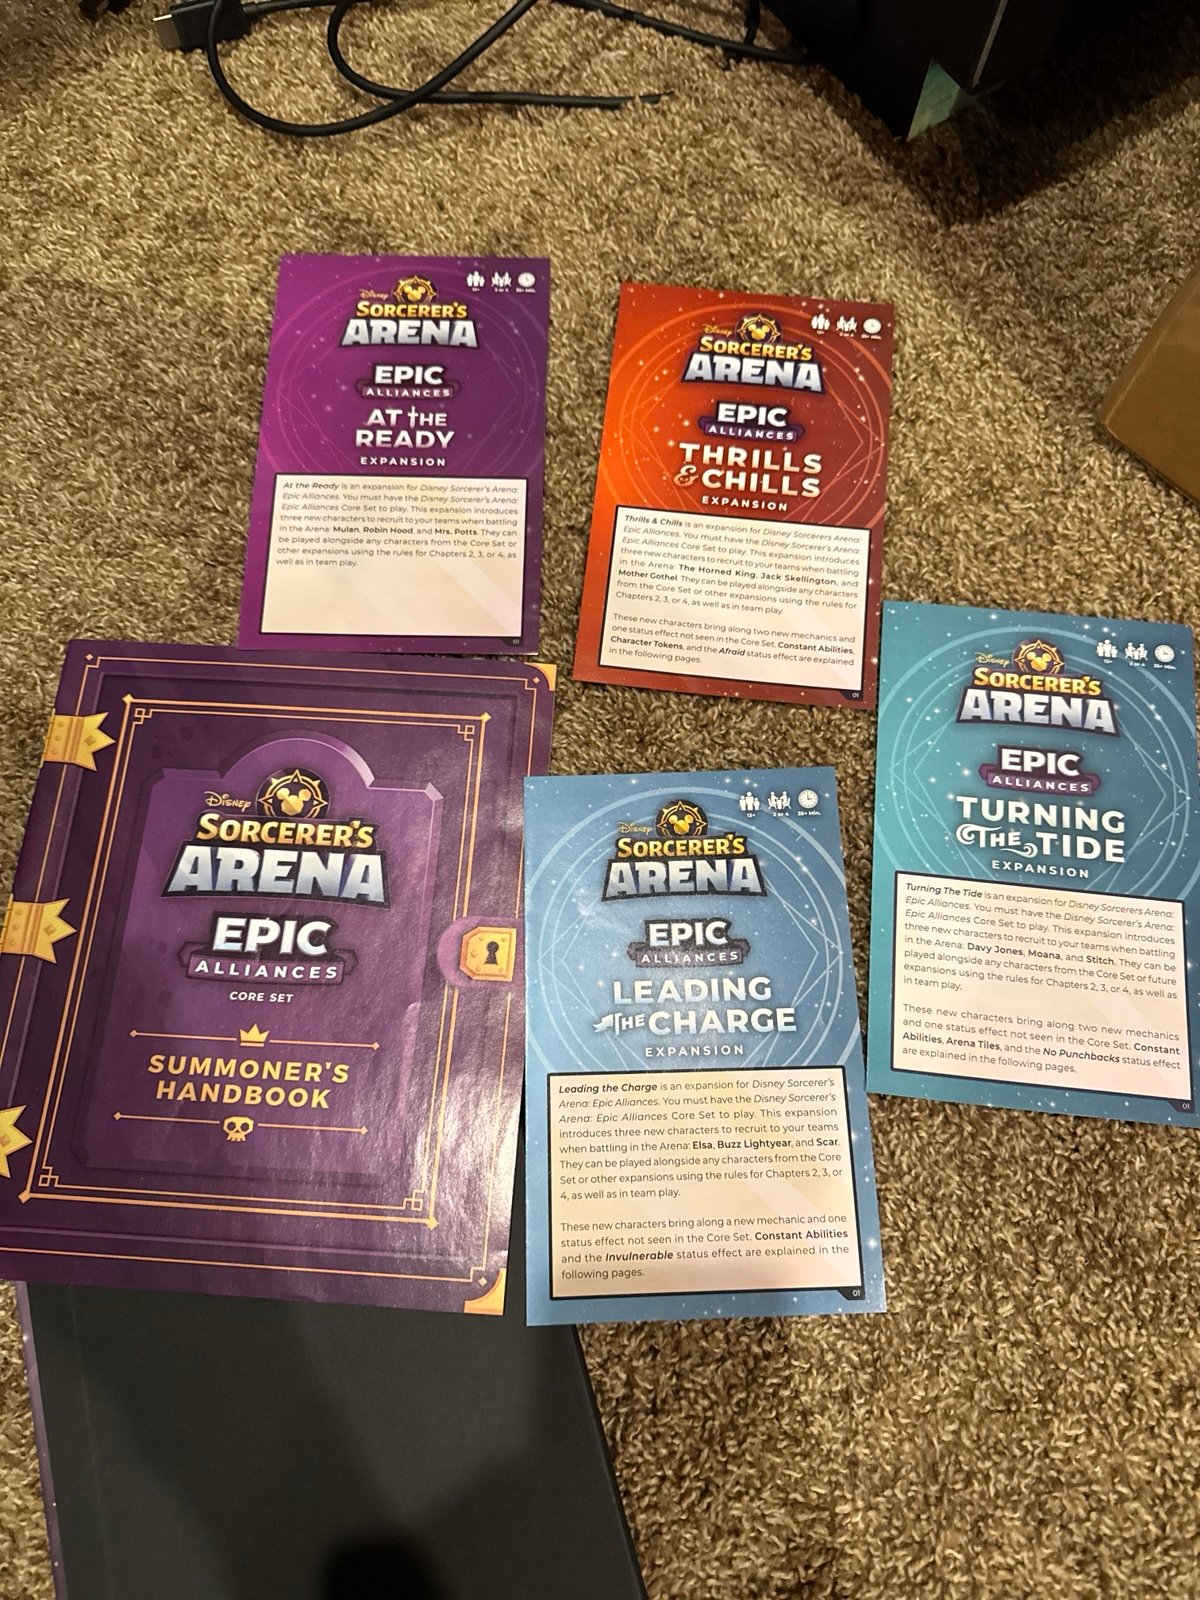 Disney
SORCERER'S
ARENA
EPIC
ALLIANCES
AT THE
READY
EXPANSION
At the Ready is an expansion for Disney Sorcerer's Arena:
Epic Alliances. You must have the Disney Sorcerer's Arena:
Epic Alliances Core Set to play. This expansion introduces
three new characters to recruit to your teams when battling
in the Arena: Mulan, Robin Hood, and Mrs. Potts. They can
be played alongside any characters from the Core Set or
other expansions using the rules for Chapters 2, 3, or 4, as
well as in team play.
01
Disney
SORCERER'S
ARENA
EPIC
ALLIANCES
THRILLS
& CHILLS
EXPANSION
Thrills & Chills is an expansion for Disney Sorcerers Arena:
Epic Alliances. You must have the Disney Sorcerer's Arena:
Epic Alliances Core Set to play. This expansion introduces
three new characters to recruit to your teams when battling
in the Arena: The Horned King, Jack Skellington, and
Mother Gothel. They can be played alongside any characters
from the Core Set or other expansions using the rules for
Chapters 2, 3, or 4, as well as in team play.
These new characters bring along two new mechanics and
one status effect not seen in the Core Set. Constant Abilities,
Character Tokens, and the Afraid status effect are explained
in the following pages.
01
Disney
SORCERER'S
ARENA
EPIC
ALLIANCES
TURNING
THE TIDE
EXPANSION
13+ 2 or 4 35+ Min.
Turning The Tide is an expansion for Disney Sorcerers Arena:
Epic Alliances. You must have the Disney Sorcerer's Arena:
Epic Alliances Core Set to play. This expansion introduces
three new characters to recruit to your teams when battling
in the Arena: Davy Jones, Moana, and Stitch. They can be
played alongside any characters from the Core Set or future
expansions using the rules for Chapters 2, 3, or 4, as well as
in team play.
These new characters bring along two new mechanics
and one status effect not seen in the Core Set. Constant
Abilities, Arena Tiles, and the No Punchbacks status effect
are explained in the following pages.
01
Disney
SORCERER'S
ARENA
EPIC
ALLIANCES
CORE SET
SUMMONER'S
HANDBOOK
Disney
SORCERER'S
ARENA
EPIC
ALLIANCES
LEADING
THE CHARGE
EXPANSION
13+ 2 or 4 35+ Min.
Leading the Charge is an expansion for Disney Sorcerer's
Arena: Epic Alliances. You must have the Disney Sorcerer's
Arena: Epic Alliances Core Set to play. This expansion
introduces three new characters to recruit to your teams
when battling in the Arena: Elsa, Buzz Lightyear, and Scar.
They can be played alongside any characters from the Core
Set or other expansions using the rules for Chapters 2, 3, or
4, as well as in team play.
These new characters bring along a new mechanic and one
status effect not seen in the Core Set. Constant Abilities
and the Invulnerable status effect are explained in the
following pages.
01